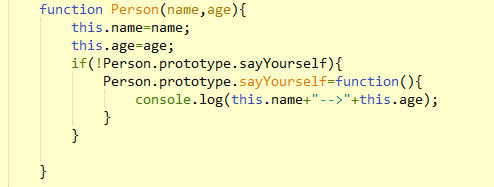 function Person(name,age){
this.name=name;
this.age=age;
if(!Person.prototype.sayYourself){
Person.prototype.sayYourself=function(){
console.log(this.name+"-->"+this.age);
}
}
}